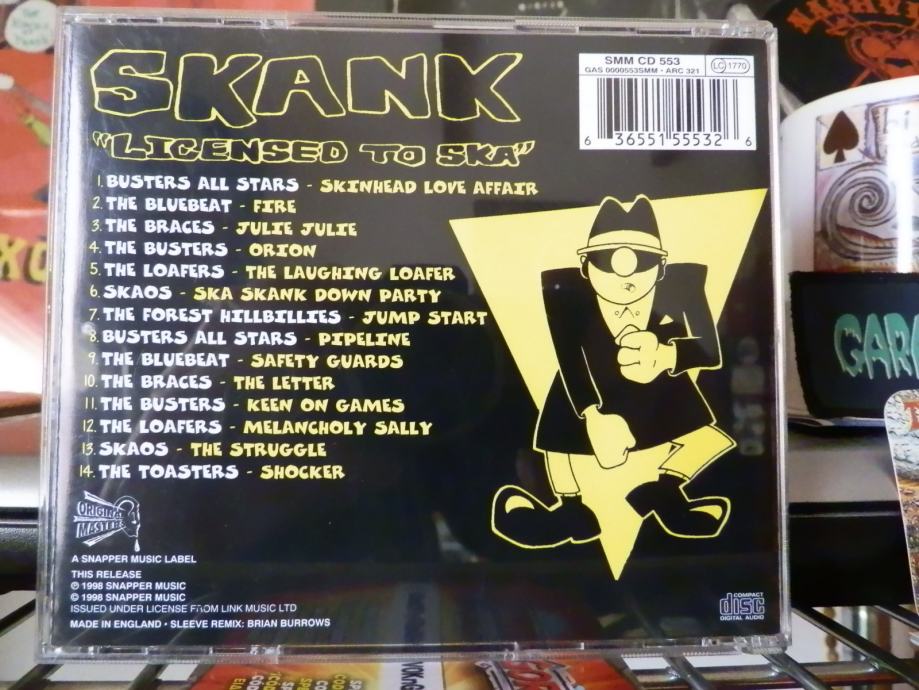 SKANK
"LICENSED TO SKA"
SMM CD 553
GAS 0000553SMM • ARC 321
LC 1770
6 36551 55532 6
1. BUSTERS ALL STARS - SKINHEAD LOVE AFFAIR
2. THE BLUEBEAT - FIRE
3. THE BRACES - JULIE JULIE
4. THE BUSTERS - ORION
5. THE LOAFERS - THE LAUGHING LOAFER
6. SKAOS - SKA SKANK DOWN PARTY
7. THE FOREST HILLBILLIES - JUMP START
8. BUSTERS ALL STARS - PIPELINE
9. THE BLUEBEAT - SAFETY GUARDS
10. THE BRACES - THE LETTER
11. THE BUSTERS - KEEN ON GAMES
12. THE LOAFERS - MELANCHOLY SALLY
13. SKAOS - THE STRUGGLE
14. THE TOASTERS - SHOCKER
ORIGINAL
MASTERS
A SNAPPER MUSIC LABEL
THIS RELEASE
℗ 1998 SNAPPER MUSIC
© 1998 SNAPPER MUSIC
ISSUED UNDER LICENSE FROM LINK MUSIC LTD
MADE IN ENGLAND • SLEEVE REMIX: BRIAN BURROWS
COMPACT
disc
DIGITAL AUDIO
NASHV
GARG